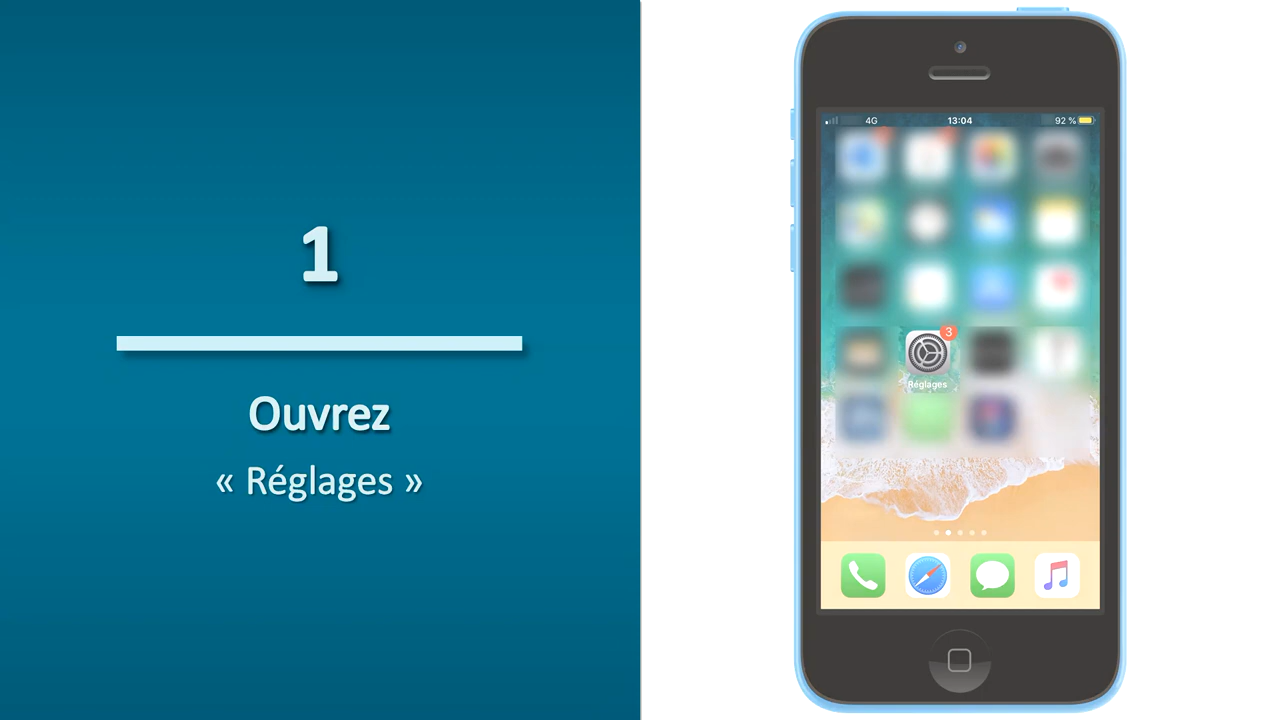 1
Ouvrez
« Réglages »
4G
13:04
92 %
3
Réglages